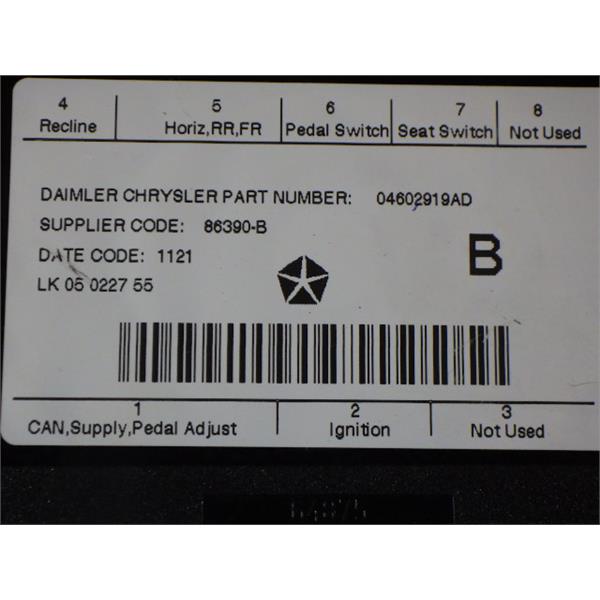 4 5 6 7 8
Recline Horiz,RR,FR Pedal Switch Seat Switch Not Used
DAIMLER CHRYSLER PART NUMBER: 04602919AD
SUPPLIER CODE: 86390-B
DATE CODE: 1121
B
LK 05 0227 55
1 2 3
CAN,Supply,Pedal Adjust Ignition Not Used